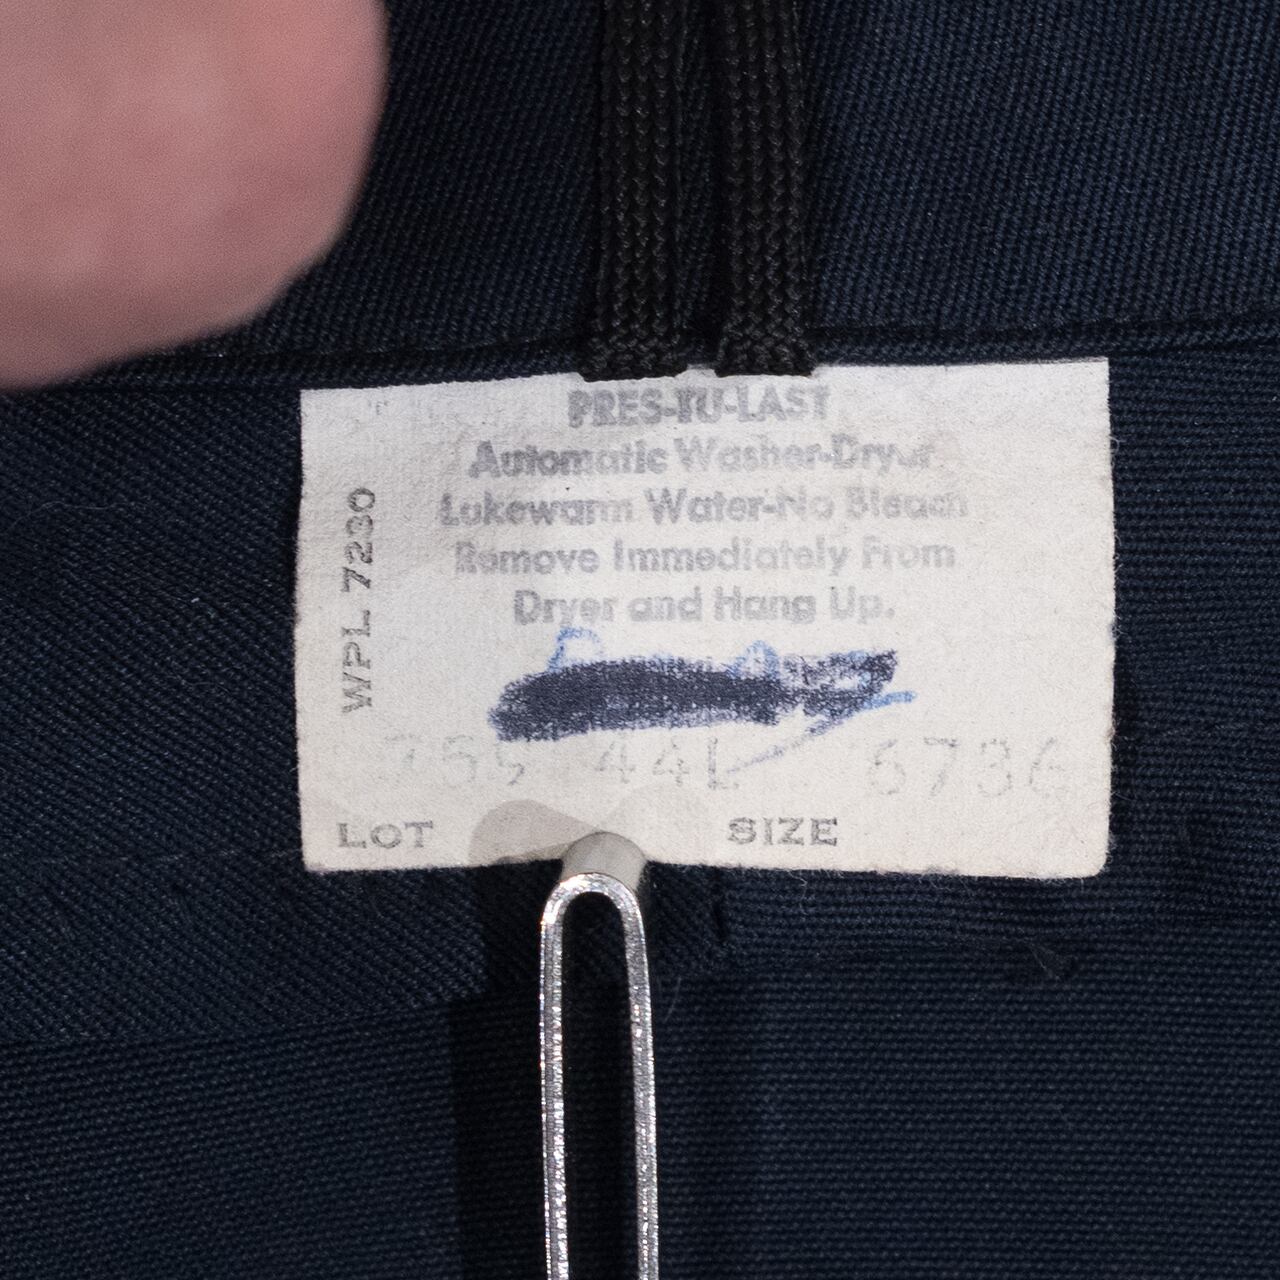 PRES-TU-LAST
Automatic Washer-Dryer
Lukewarm Water-No Bleach
Remove Immediately From
Dryer and Hang Up.
WPL 7230
755 44L 6736
LOT SIZE